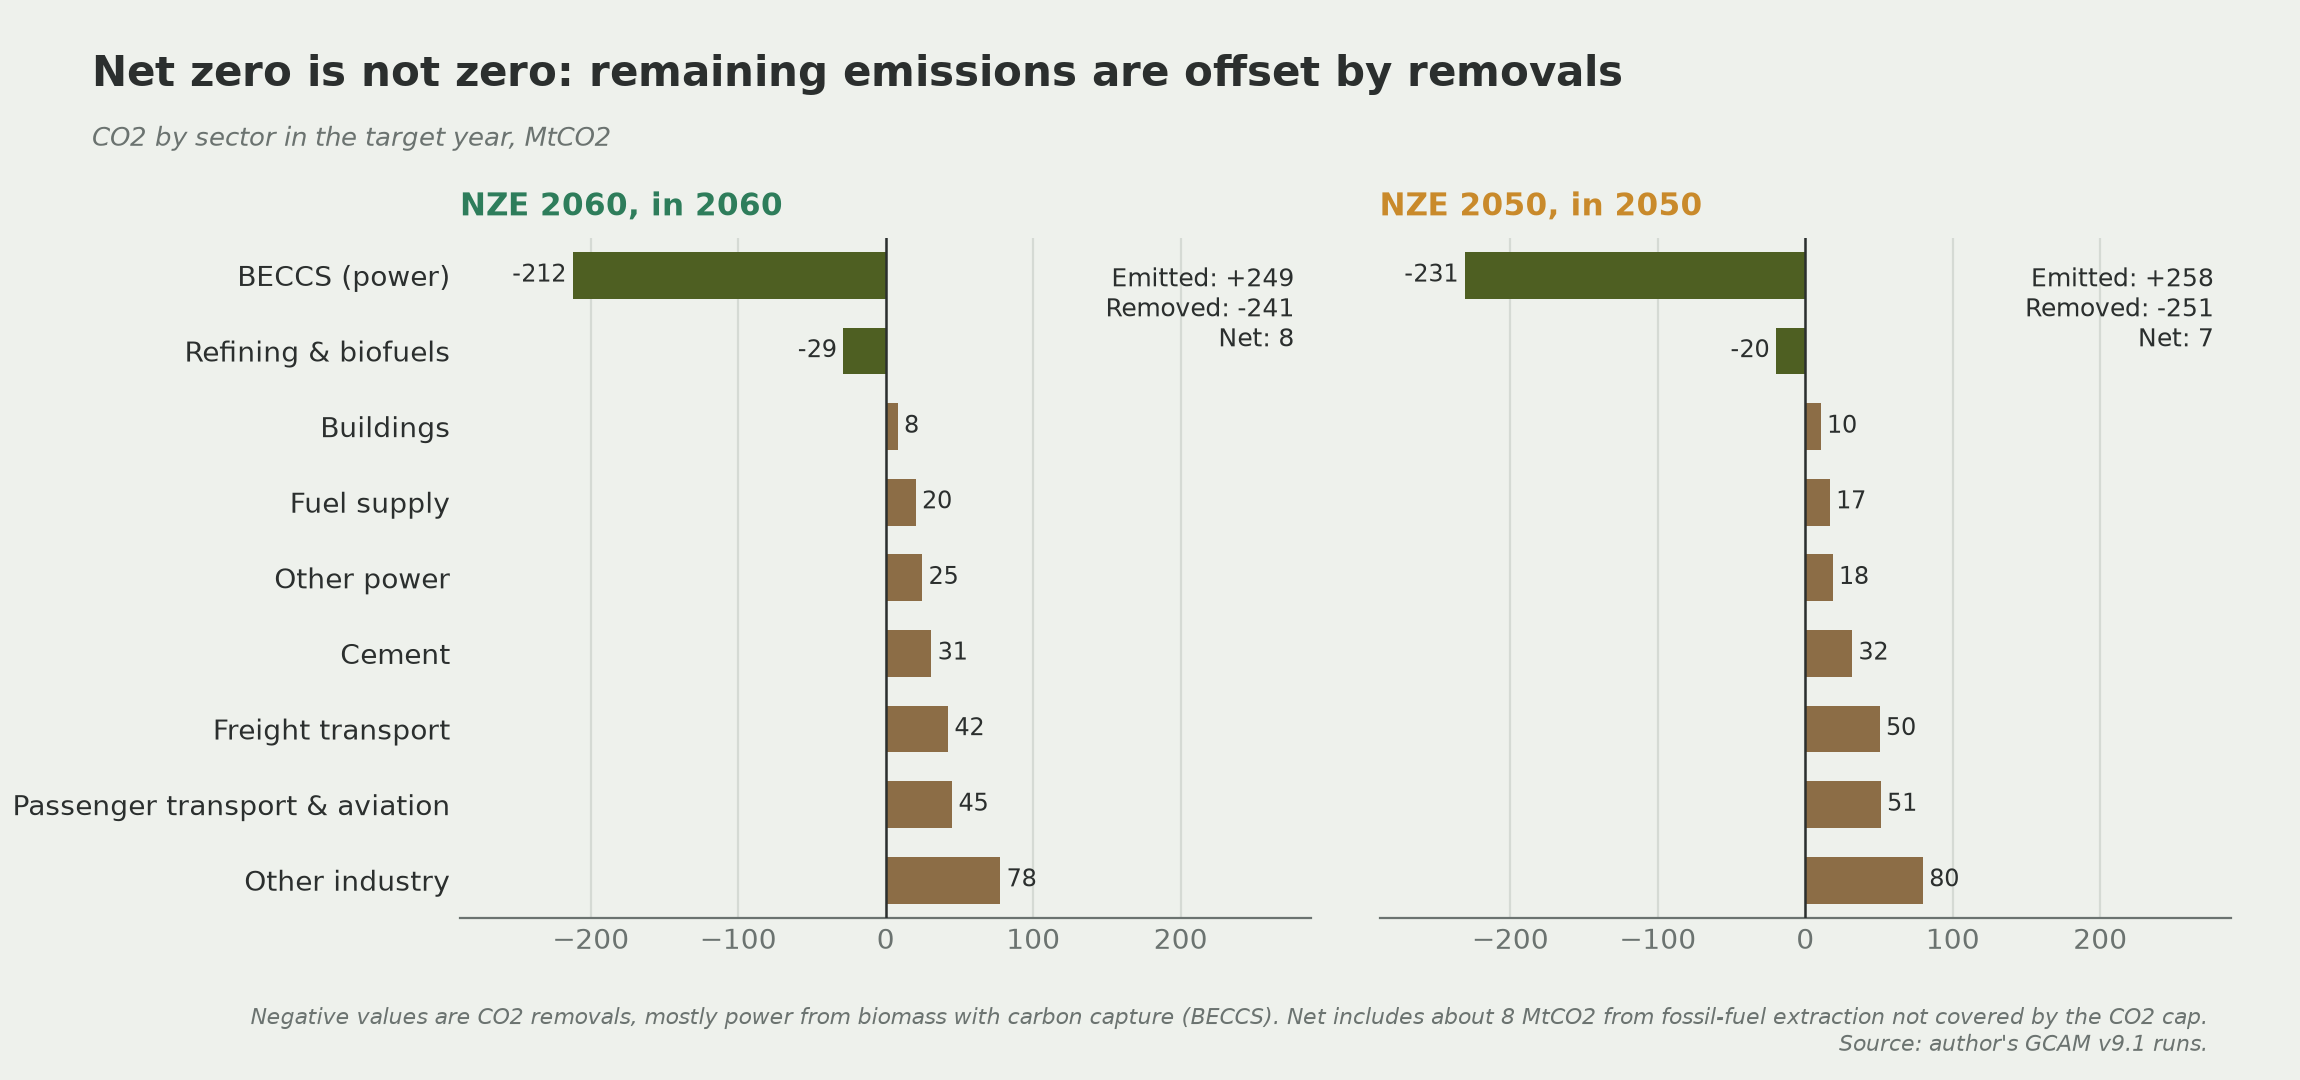 Net zero is not zero: remaining emissions are offset by removals
CO2 by sector in the target year, MtCO2
NZE 2060, in 2060
NZE 2050, in 2050
BECCS (power)
-212
Emitted: +249
Removed: -241
Net: 8
-231
Emitted: +258
Removed: -251
Net: 7
Refining & biofuels
-29
-20
Buildings
8
10
Fuel supply
20
17
Other power
25
18
Cement
31
32
Freight transport
42
50
Passenger transport & aviation
45
51
Other industry
78
80
−200 −100 0 100 200
−200 −100 0 100 200
Negative values are CO2 removals, mostly power from biomass with carbon capture (BECCS). Net includes about 8 MtCO2 from fossil-fuel extraction not covered by the CO2 cap.
Source: author's GCAM v9.1 runs.